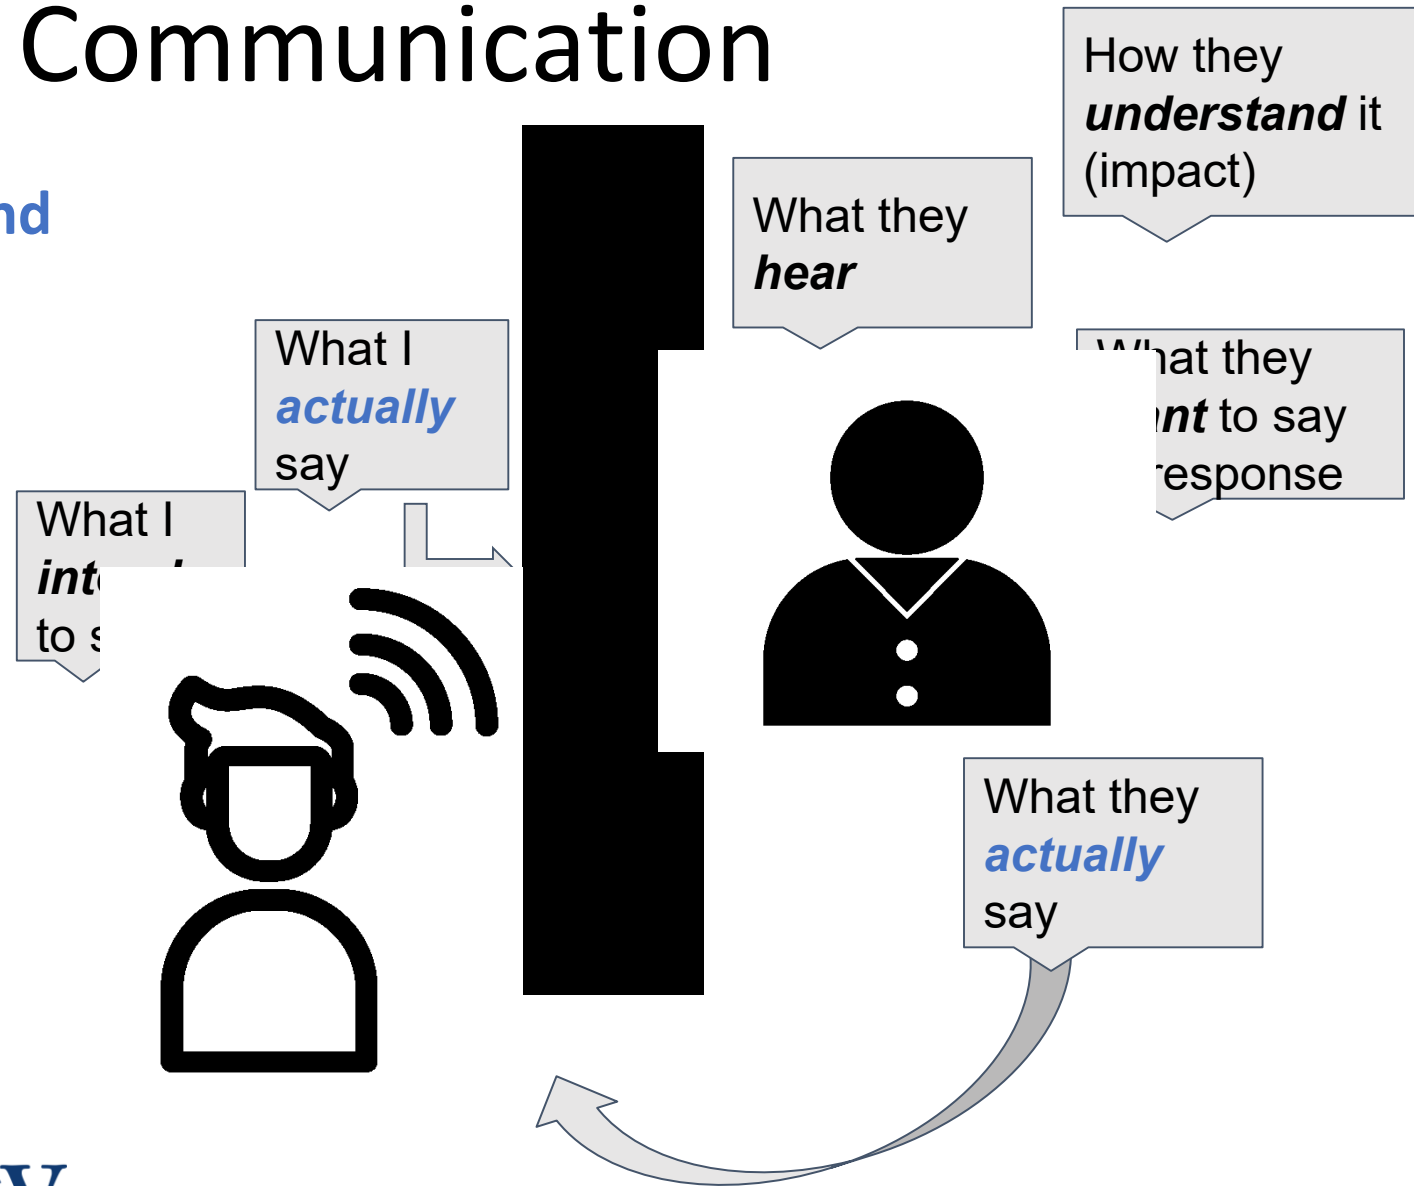 Communication
How they
understand it
(impact)
What they
hear
What I
actually
say
What they
to say
response
What I
to
What they
actually
say